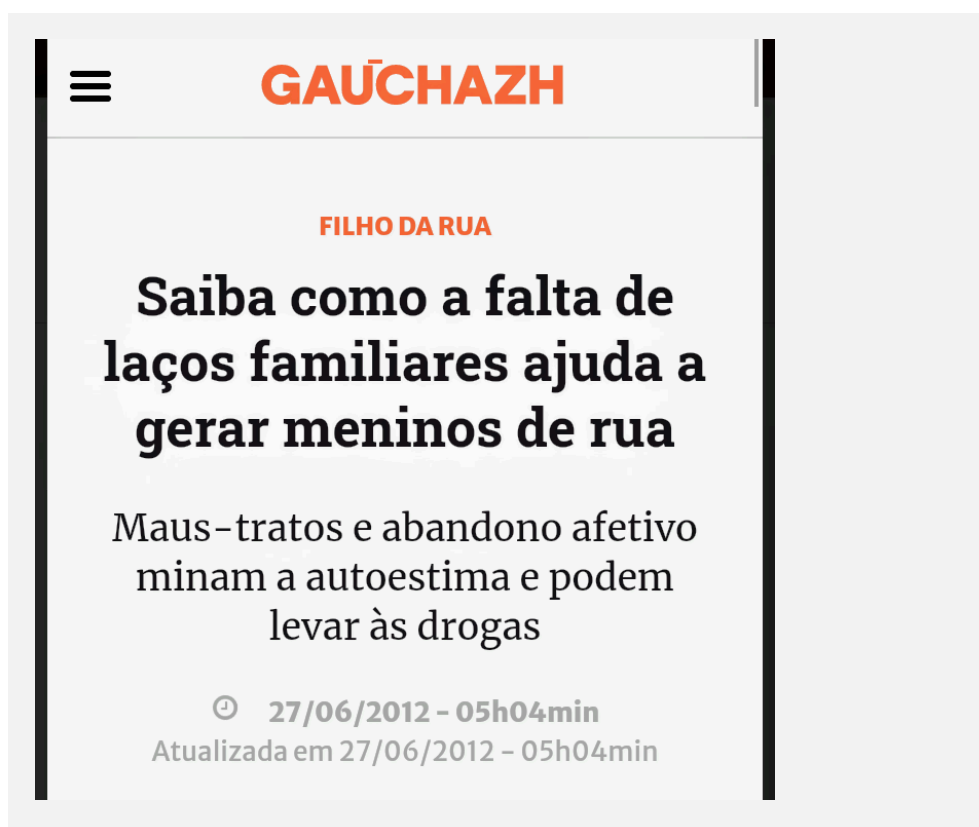 GAÚCHAZH
FILHO DA RUA
Saiba como a falta de
laços familiares ajuda a
gerar meninos de rua
Maus-tratos e abandono afetivo
minam a autoestima e podem
levar às drogas
27/06/2012 - 05h04min
Atualizada em 27/06/2012 - 05h04min